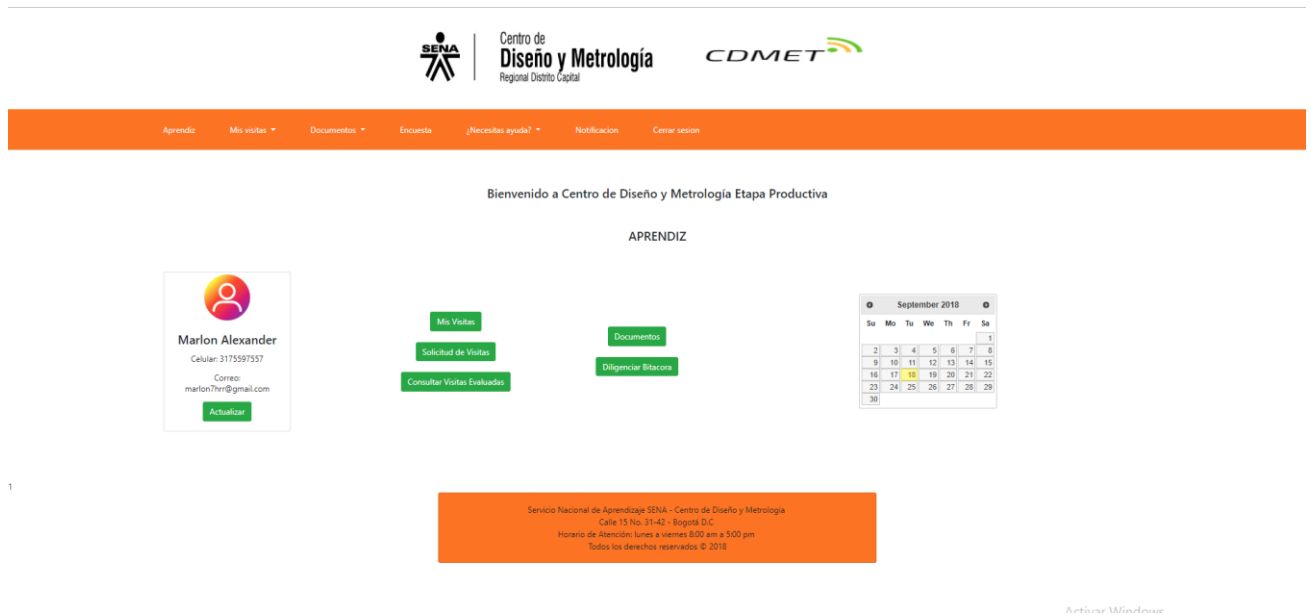 SENA
Centro de
Diseño y Metrología
Regional Distrito Capital
CDMET
Aprendiz Mis visitas Documentos Encuesta ¿Necesitas ayuda? Notificacion Cerrar sesion
Bienvenido a Centro de Diseño y Metrología Etapa Productiva
APRENDIZ
Marlon Alexander
Celular: 3175597557
Correo:
marlon7hrr@gmail.com
Actualizar
Mis Visitas
Solicitud de Visitas
Consultar Visitas Evaluadas
Documentos
Diligenciar Bitacora
September 2018
Su Mo Tu We Th Fr Sa
1
2 3 4 5 6 7 8
9 10 11 12 13 14 15
16 17 18 19 20 21 22
23 24 25 26 27 28 29
30
1
Servicio Nacional de Aprendizaje SENA - Centro de Diseño y Metrologia
Calle 15 No. 31-42 - Bogotá D.C
Horario de Atención: lunes a viernes 8:00 am a 5:00 pm
Todos los derechos reservados © 2018
Activar Windows